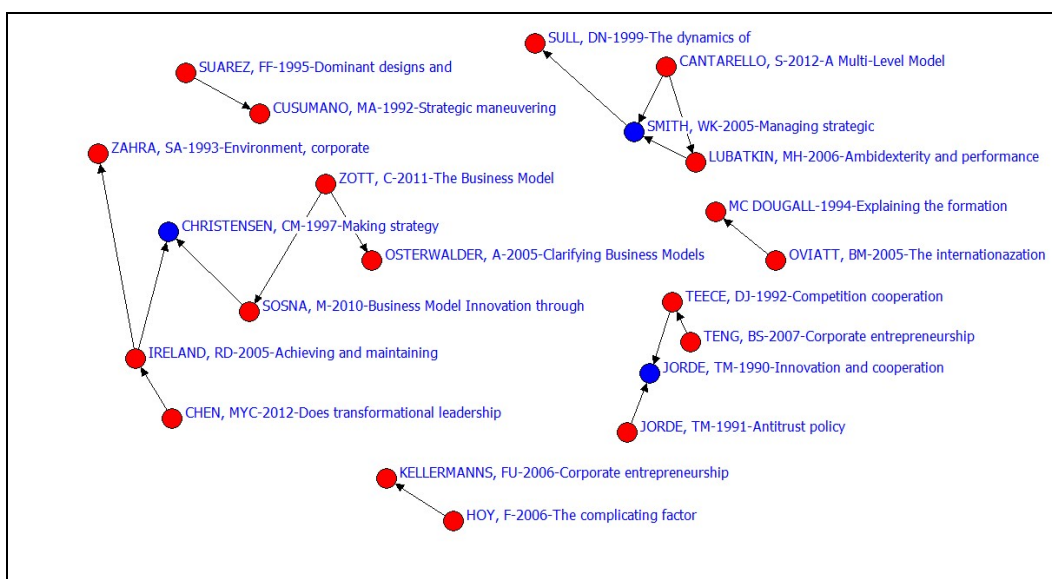 SULL, DN-1999-The dynamics of
CANTARELLO, S-2012-A Multi-Level Model
SUAREZ, FF-1995-Dominant designs and
CUSUMANO, MA-1992-Strategic maneuvering
SMITH, WK-2005-Managing strategic
ZAHRA, SA-1993-Environment, corporate
LUBATKIN, MH-2006-Ambidexterity and performance
ZOTT, C-2011-The Business Model
MC DOUGALL-1994-Explaining the formation
CHRISTENSEN, CM-1997-Making strategy
OSTERWALDER, A-2005-Clarifying Business Models
OVIATT, BM-2005-The internationazation
TEECE, DJ-1992-Competition cooperation
SOSNA, M-2010-Business Model Innovation through
TENG, BS-2007-Corporate entrepreneurship
IRELAND, RD-2005-Achieving and maintaining
JORDE, TM-1990-Innovation and cooperation
CHEN, MYC-2012-Does transformational leadership
JORDE, TM-1991-Antitrust policy
KELLERMANNS, FU-2006-Corporate entrepreneurship
HOY, F-2006-The complicating factor